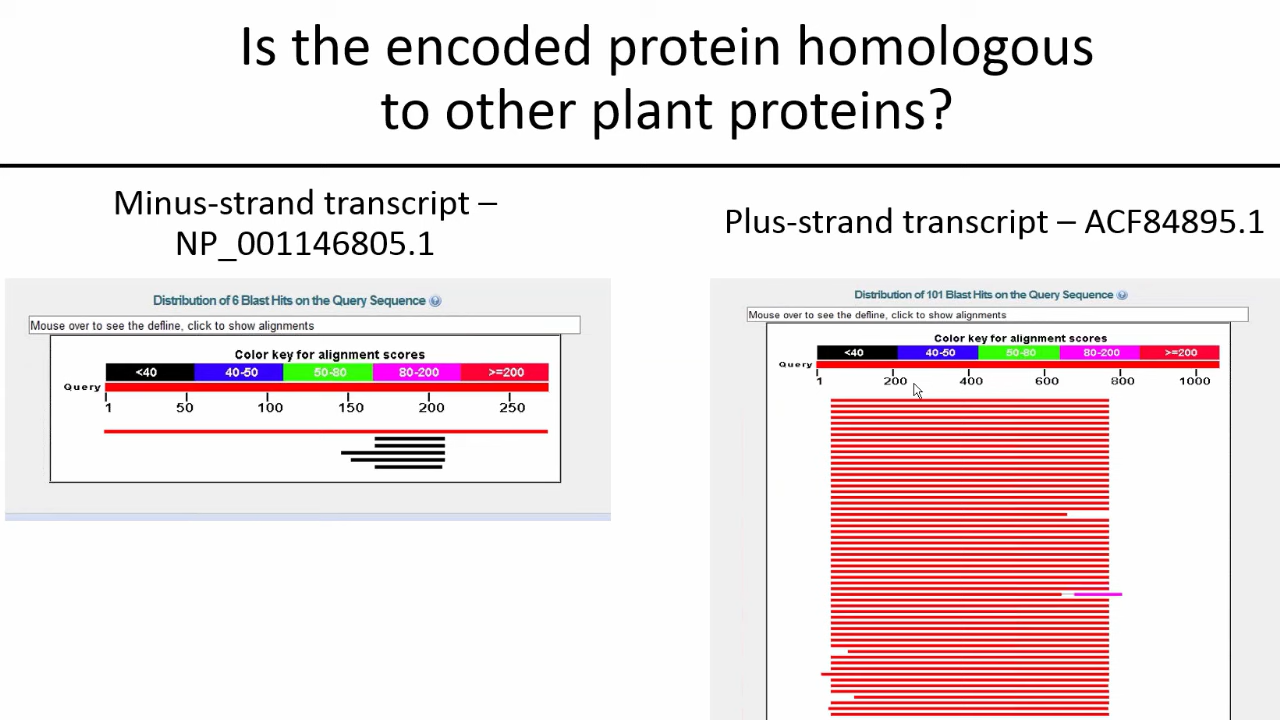 Is the encoded protein homologous
to other plant proteins?
Minus-strand transcript –
NP_001146805.1
Distribution of 6 Blast Hits on the Query Sequence ?
Mouse over to see the define, click to show alignments
Color key for alignment scores
<40 40-50 50-80 80-200 >=200
Query
1 50 100 150 200 250
Plus-strand transcript – ACF84895.1
Distribution of 101 Blast Hits on the Query Sequence ?
Mouse over to see the define, click to show alignments
Color key for alignment scores
<40 40-50 50-80 80-200 >=200
Query
1 200 400 600 800 1000